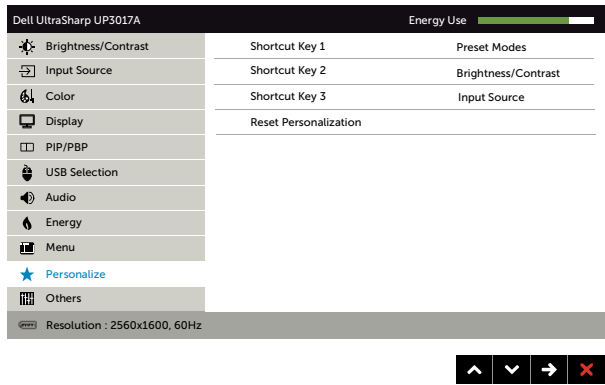 Dell UltraSharp UP3017A Energy Use
Brightness/Contrast
Input Source
Color
Display
PIP/PBP
USB Selection
Audio
Energy
Menu
Personalize
Others
Shortcut Key 1 Preset Modes
Shortcut Key 2 Brightness/Contrast
Shortcut Key 3 Input Source
Reset Personalization
Resolution : 2560x1600, 60Hz